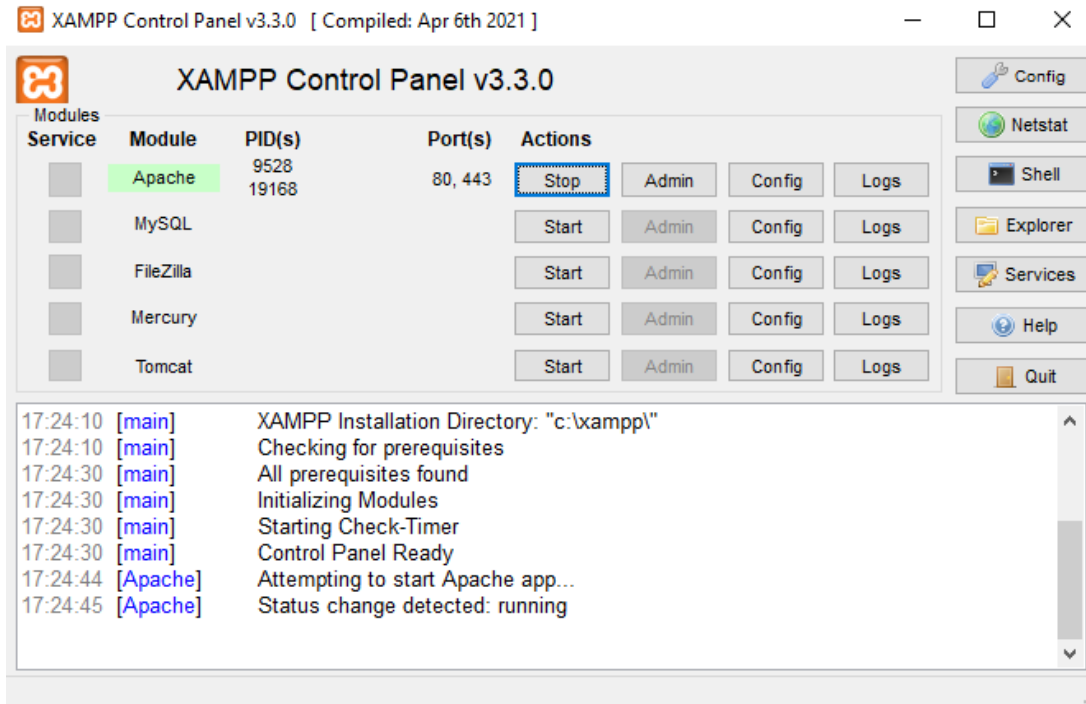 XAMPP Control Panel v3.3.0 [ Compiled: Apr 6th 2021 ]
XAMPP Control Panel v3.3.0
Config
Modules
Service Module PID(s) Port(s) Actions
Netstat
Apache 9528 19168 80, 443 Stop Admin Config Logs
Shell
MySQL Start Admin Config Logs
Explorer
FileZilla Start Admin Config Logs
Services
Mercury Start Admin Config Logs
Help
Tomcat Start Admin Config Logs
Quit
17:24:10 [main] XAMPP Installation Directory: "c:\xampp\"
17:24:10 [main] Checking for prerequisites
17:24:30 [main] All prerequisites found
17:24:30 [main] Initializing Modules
17:24:30 [main] Starting Check-Timer
17:24:30 [main] Control Panel Ready
17:24:44 [Apache] Attempting to start Apache app...
17:24:45 [Apache] Status change detected: running